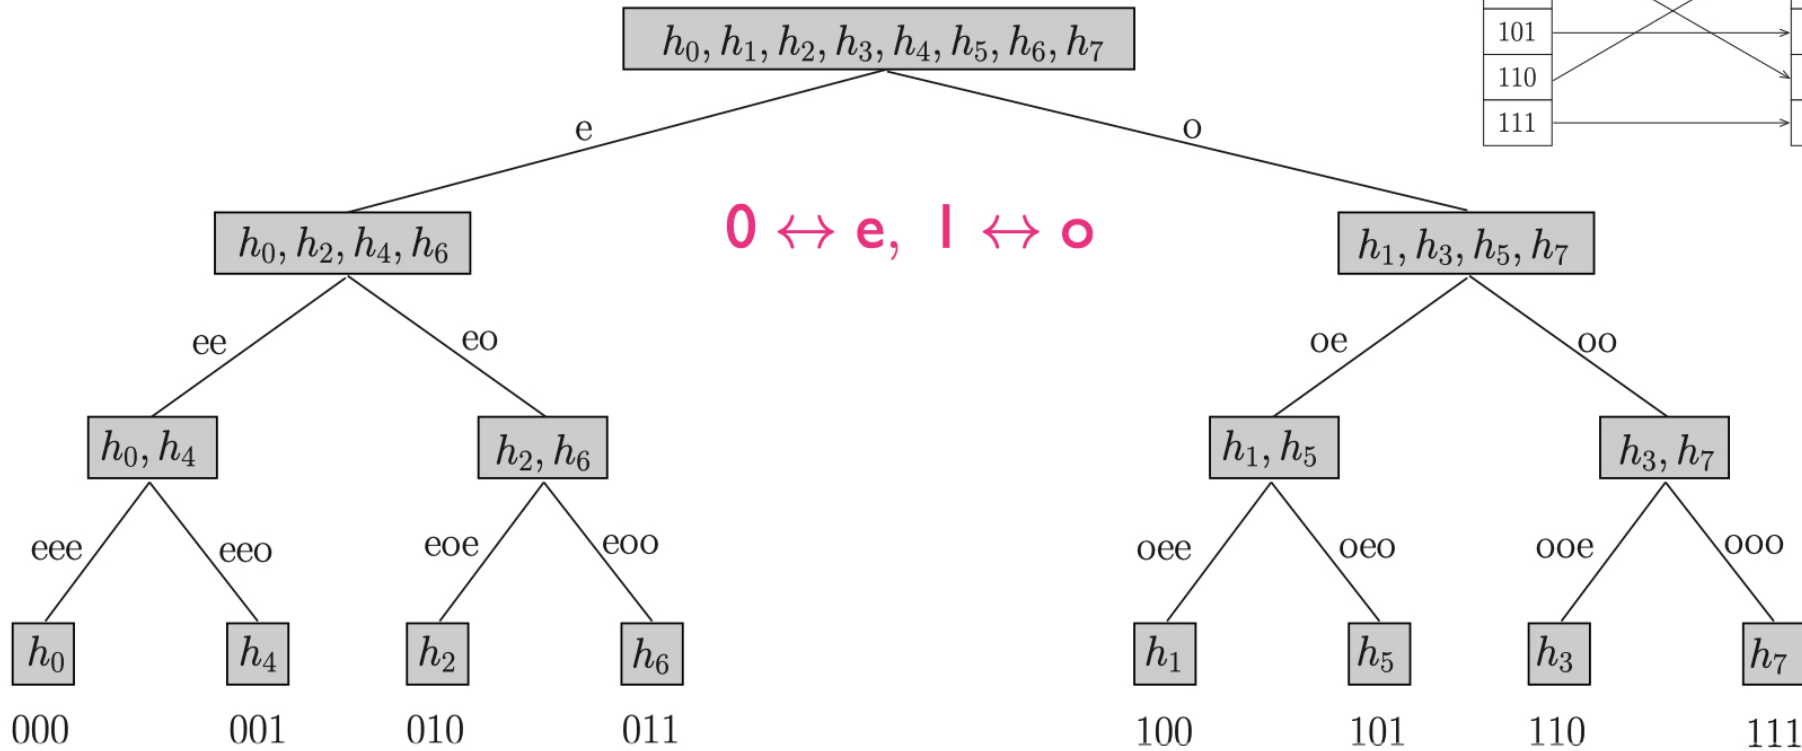 h₀, h₁, h₂, h₃, h₄, h₅, h₆, h₇
101
110
111
e
o
0 ↔ e, 1 ↔ o
h₀, h₂, h₄, h₆
h₁, h₃, h₅, h₇
ee
eo
oe
oo
h₀, h₄
h₂, h₆
h₁, h₅
h₃, h₇
eee
eeo
eoe
eoo
oee
oeo
ooe
ooo
h₀
h₄
h₂
h₆
h₁
h₅
h₃
h₇
000
001
010
011
100
101
110
111